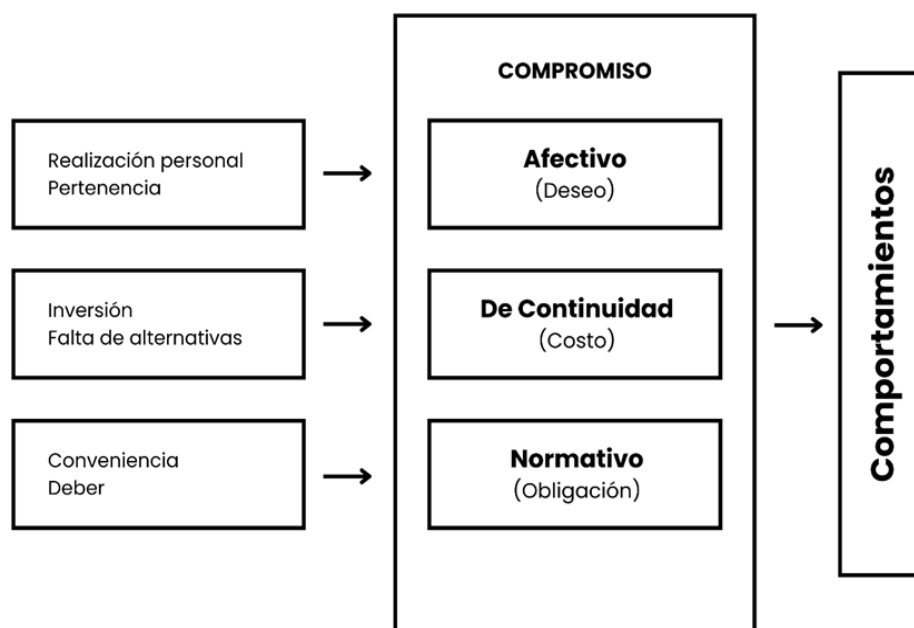 COMPROMISO
Realización personal
Pertenencia
Afectivo
(Deseo)
Inversión
Falta de alternativas
De Continuidad
(Costo)
Conveniencia
Deber
Normativo
(Obligación)
Comportamientos